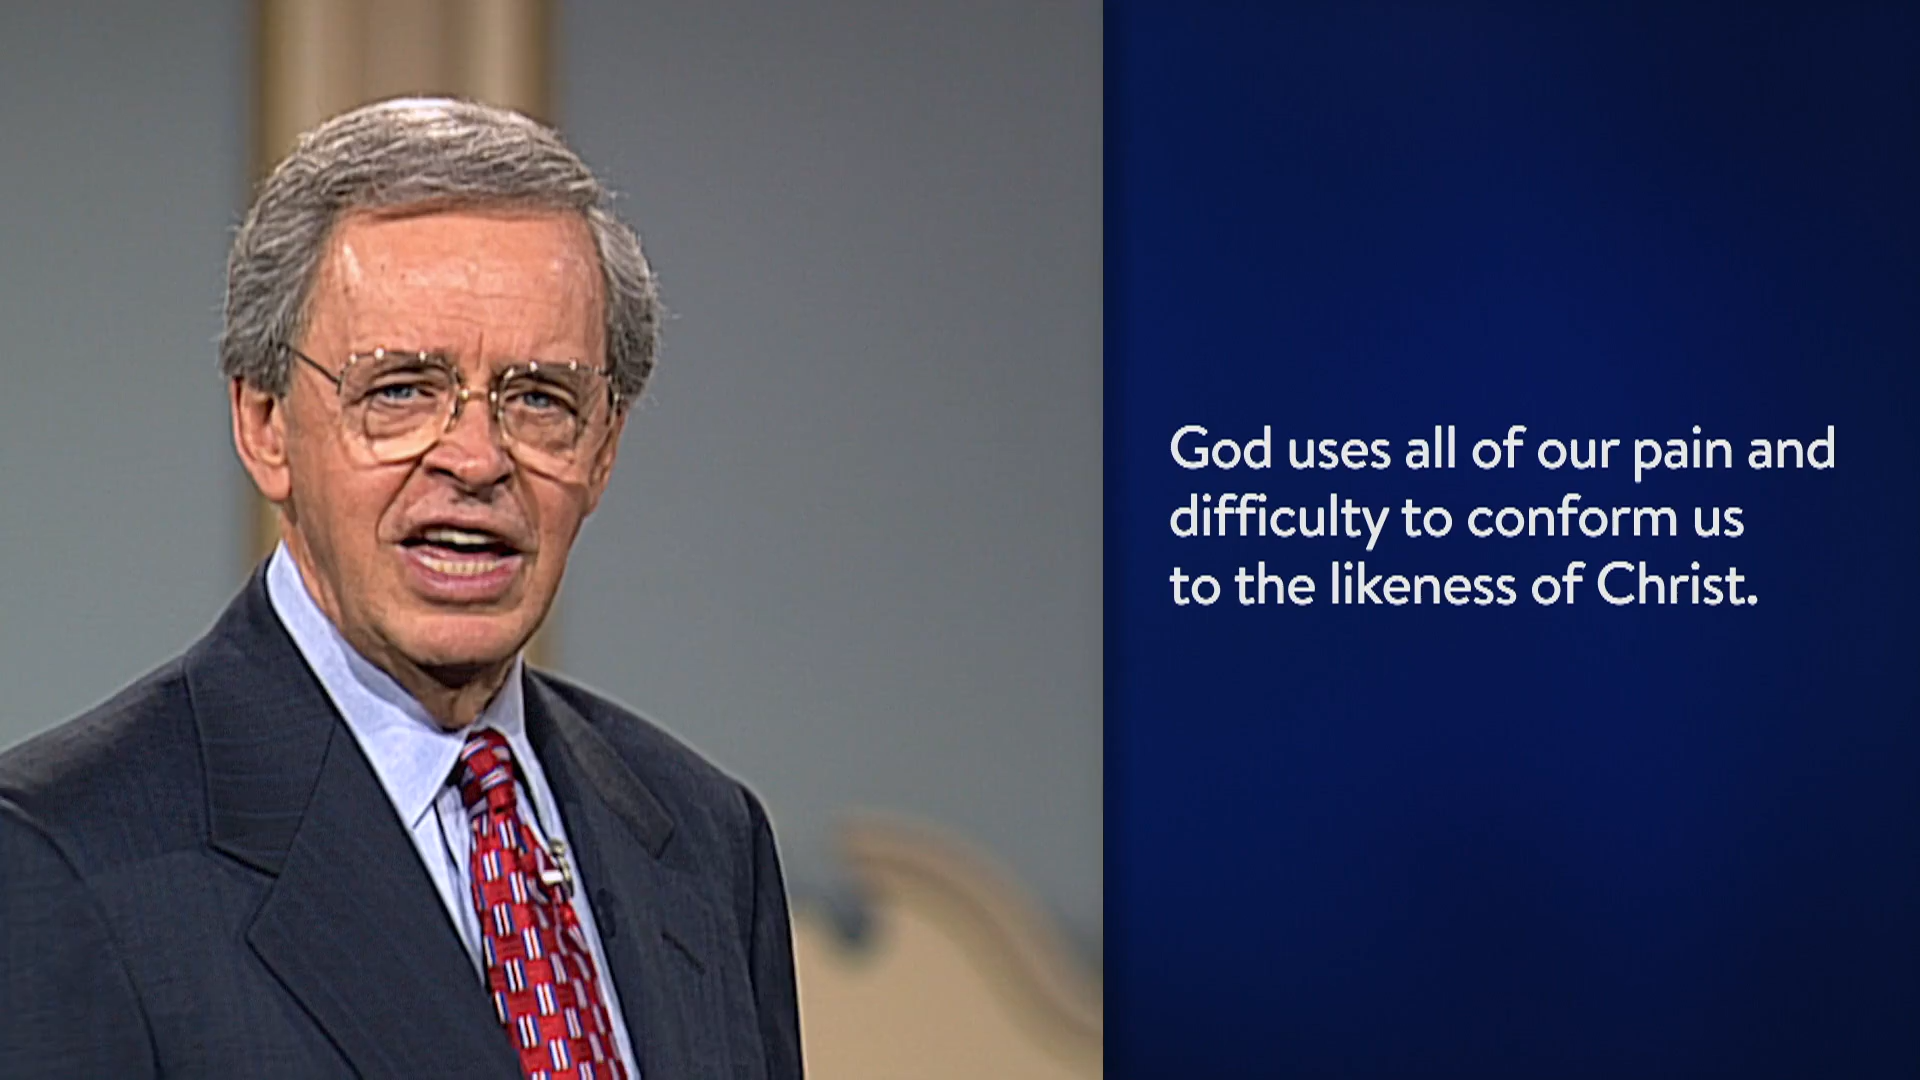 God uses all of our pain and
difficulty to conform us
to the likeness of Christ.